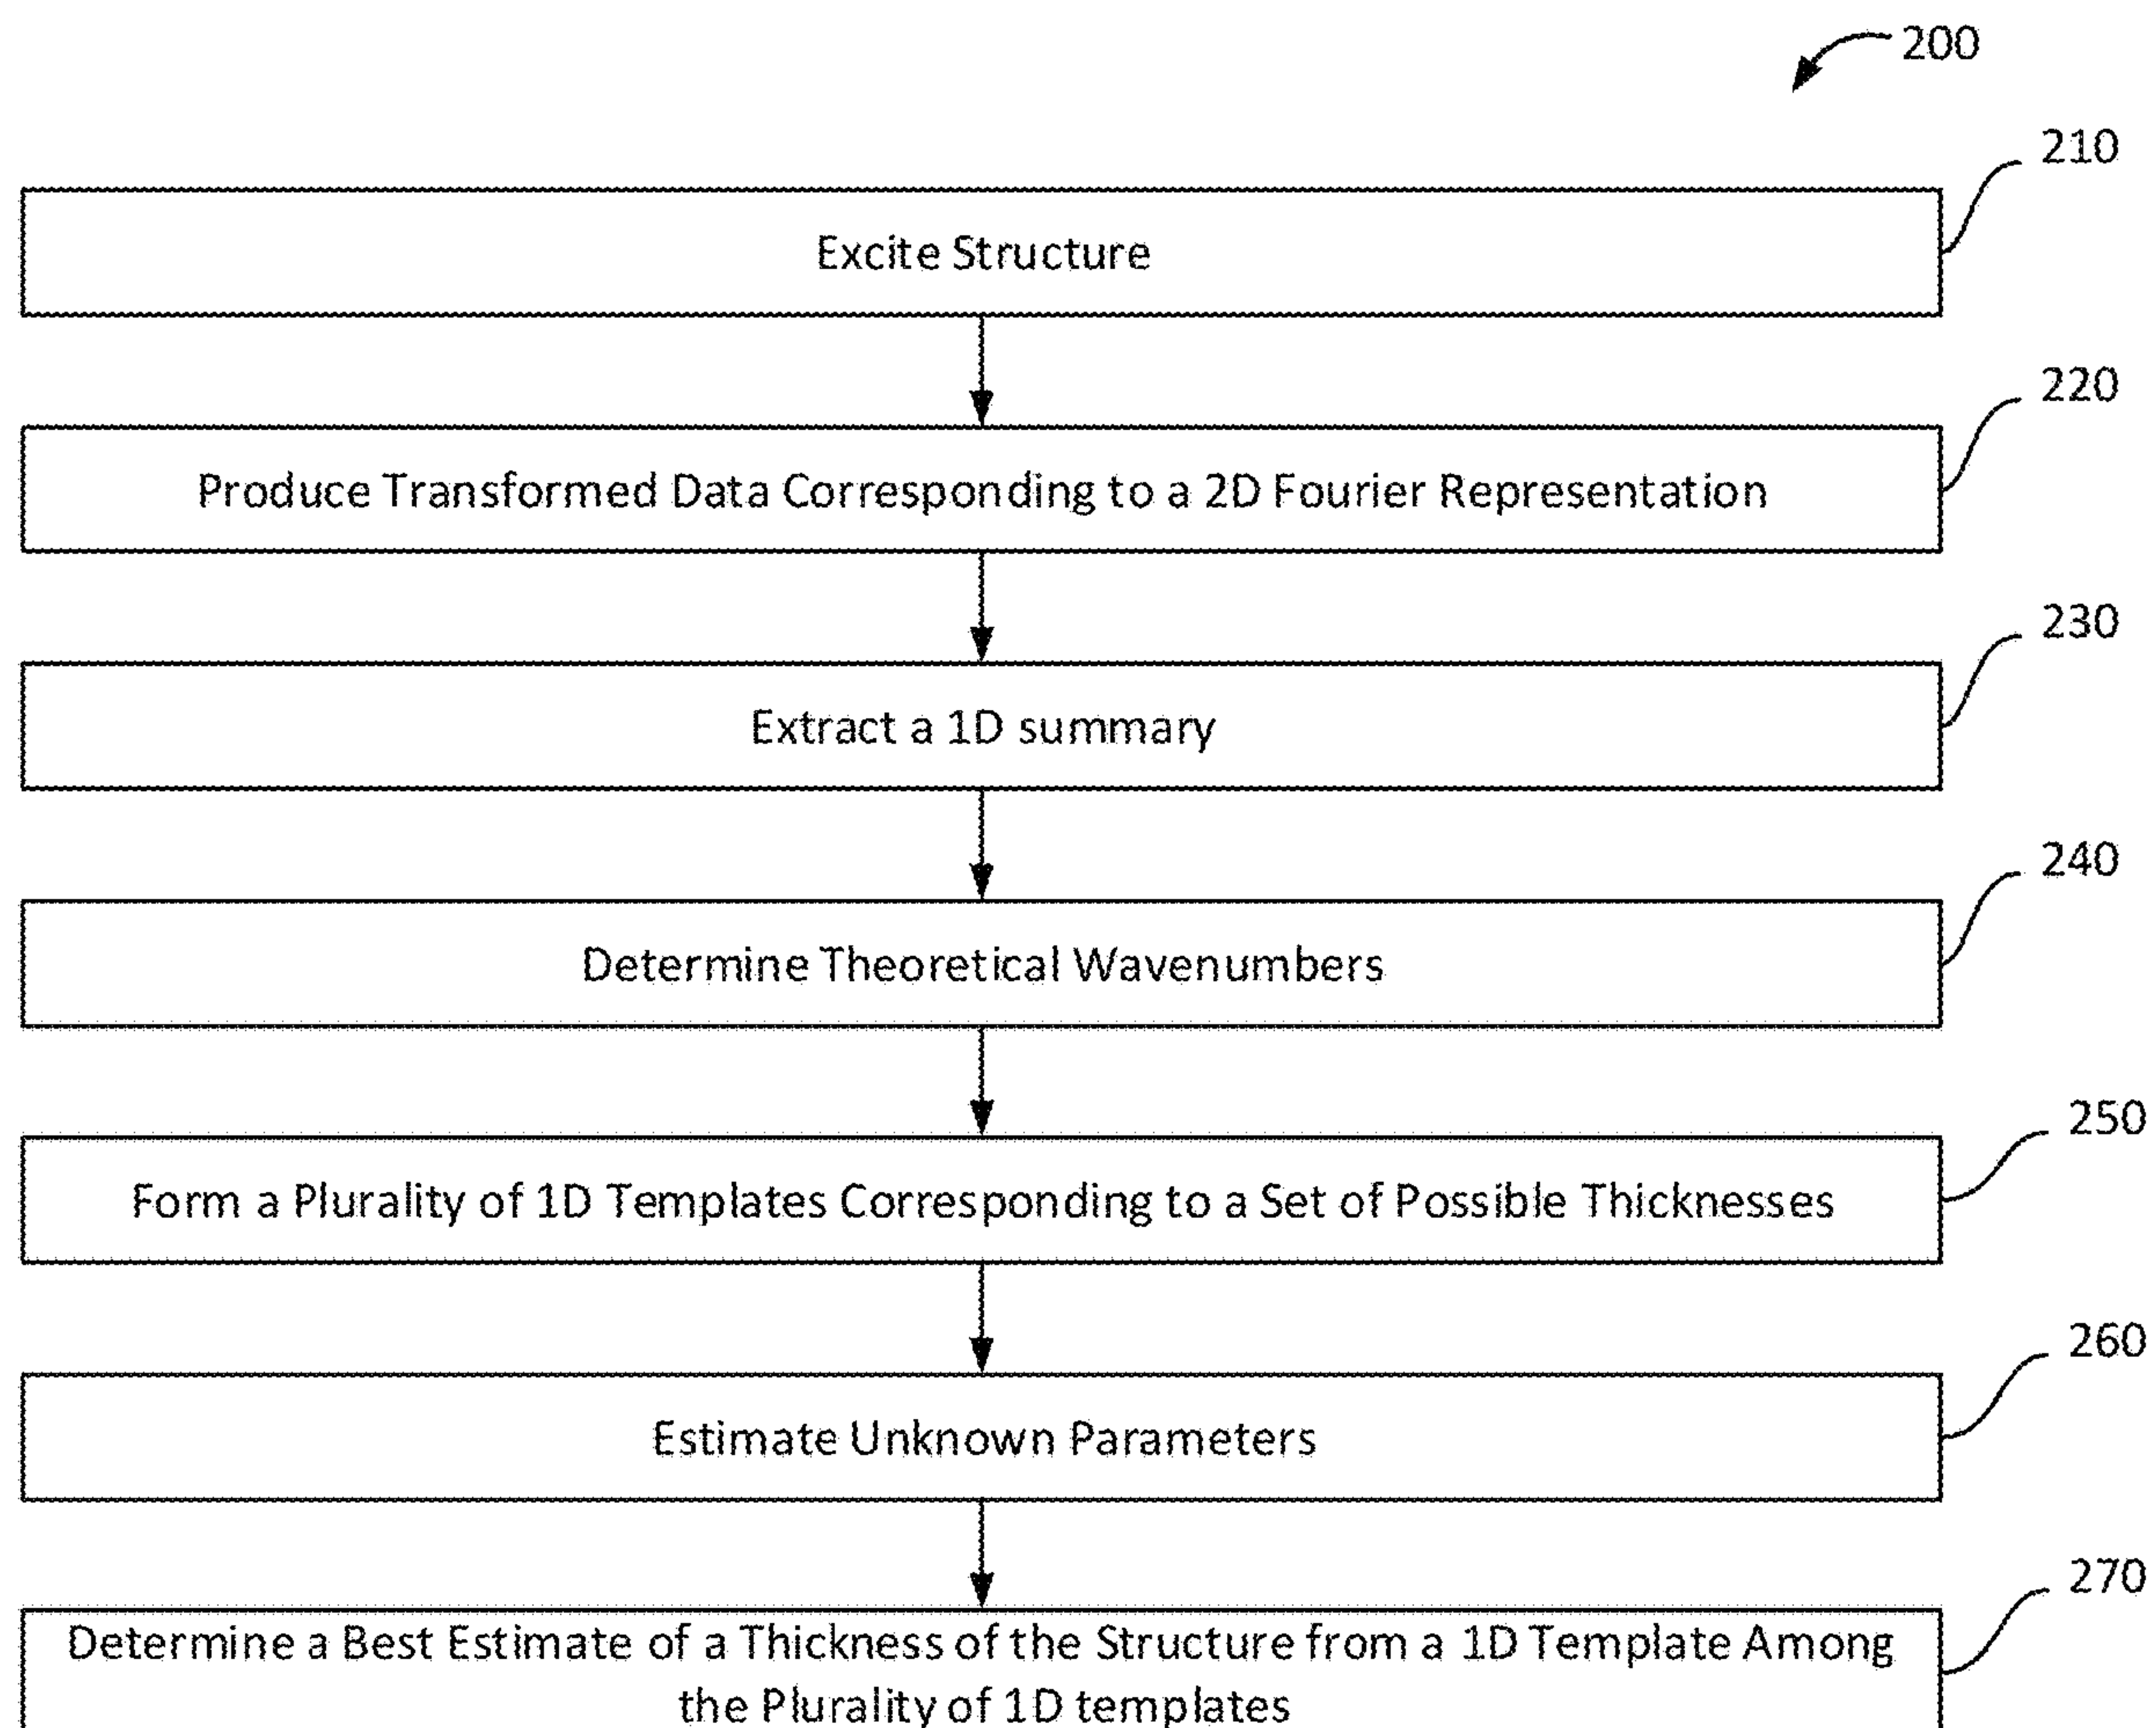 200
210
Excite Structure
220
Produce Transformed Data Corresponding to a 2D Fourier Representation
230
Extract a 1D summary
240
Determine Theoretical Wavenumbers
250
Form a Plurality of 1D Templates Corresponding to a Set of Possible Thicknesses
260
Estimate Unknown Parameters
270
Determine a Best Estimate of a Thickness of the Structure from a 1D Template Among
the Plurality of 1D templates